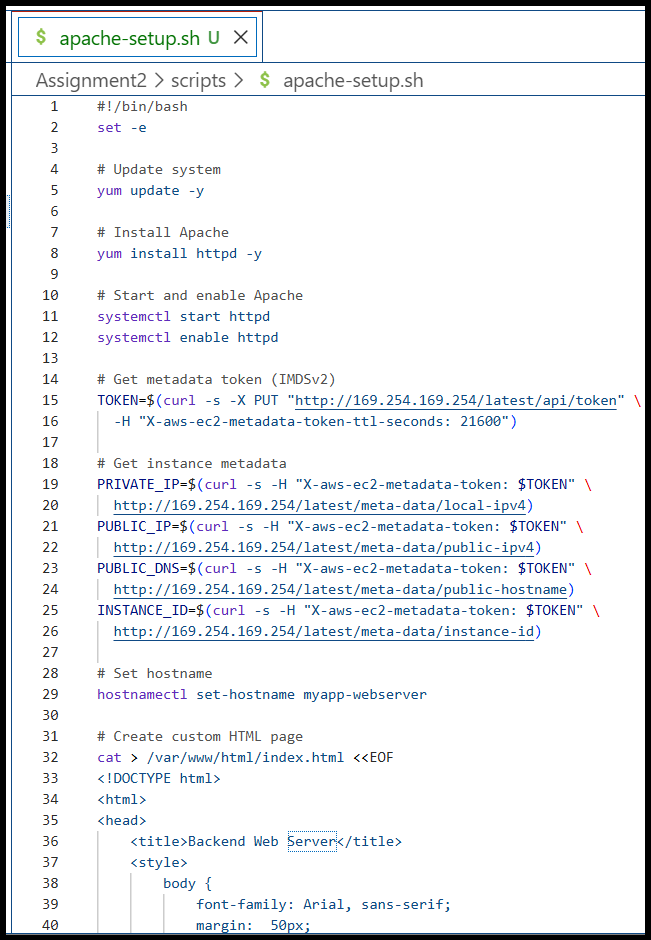 $ apache-setup.sh U ×
Assignment2 > scripts > $ apache-setup.sh
1 #!/bin/bash
2 set -e
3
4 # Update system
5 yum update -y
6
7 # Install Apache
8 yum install httpd -y
9
10 # Start and enable Apache
11 systemctl start httpd
12 systemctl enable httpd
13
14 # Get metadata token (IMDSv2)
15 TOKEN=$(curl -s -X PUT "http://169.254.169.254/latest/api/token" \
16   -H "X-aws-ec2-metadata-token-ttl-seconds: 21600")
17
18 # Get instance metadata
19 PRIVATE_IP=$(curl -s -H "X-aws-ec2-metadata-token: $TOKEN" \
20   http://169.254.169.254/latest/meta-data/local-ipv4)
21 PUBLIC_IP=$(curl -s -H "X-aws-ec2-metadata-token: $TOKEN" \
22   http://169.254.169.254/latest/meta-data/public-ipv4)
23 PUBLIC_DNS=$(curl -s -H "X-aws-ec2-metadata-token: $TOKEN" \
24   http://169.254.169.254/latest/meta-data/public-hostname)
25 INSTANCE_ID=$(curl -s -H "X-aws-ec2-metadata-token: $TOKEN" \
26   http://169.254.169.254/latest/meta-data/instance-id)
27
28 # Set hostname
29 hostnamectl set-hostname myapp-webserver
30
31 # Create custom HTML page
32 cat > /var/www/html/index.html <<EOF
33 <!DOCTYPE html>
34 <html>
35 <head>
36     <title>Backend Web Server</title>
37     <style>
38         body {
39             font-family: Arial, sans-serif;
40             margin:  50px;